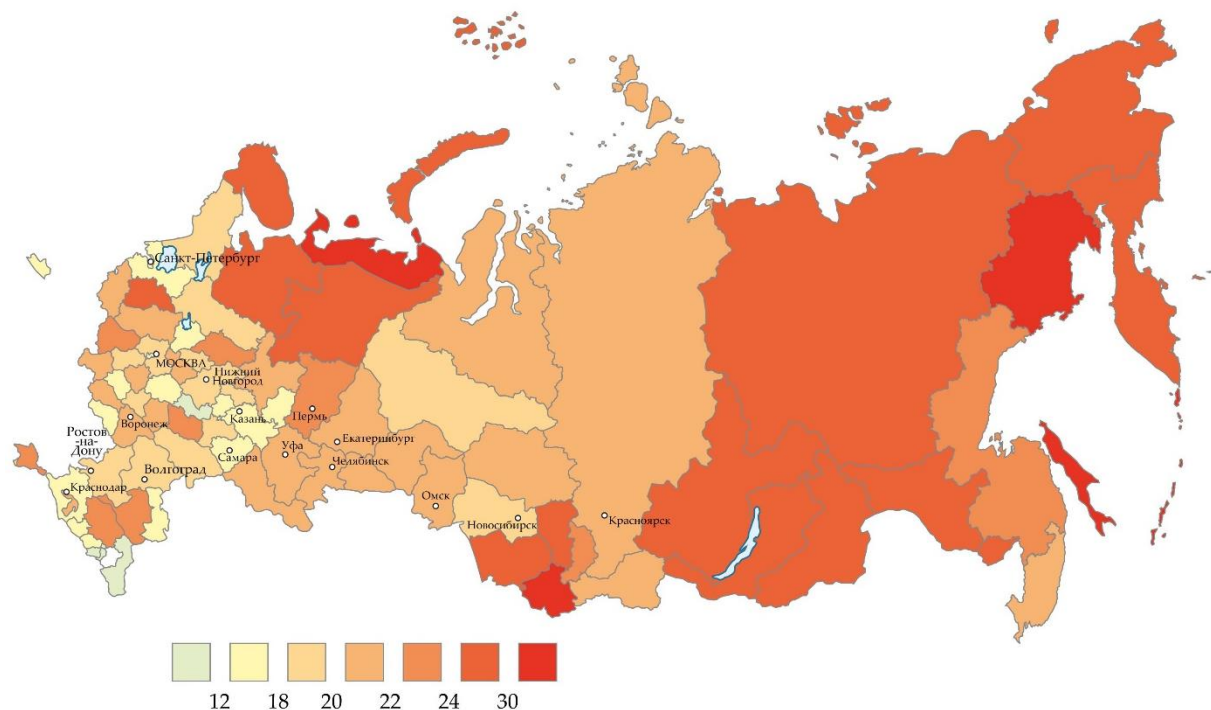 Санкт-Петербург
МОСКВА
Нижний
Новгород
Казань
Пермь
Воронеж
Ростов
-на-
Дону
Екатеринбург
Уфа
Самара
Челябинск
Волгоград
Краснодар
Омск
Новосибирск
Красноярск
12 18 20 22 24 30